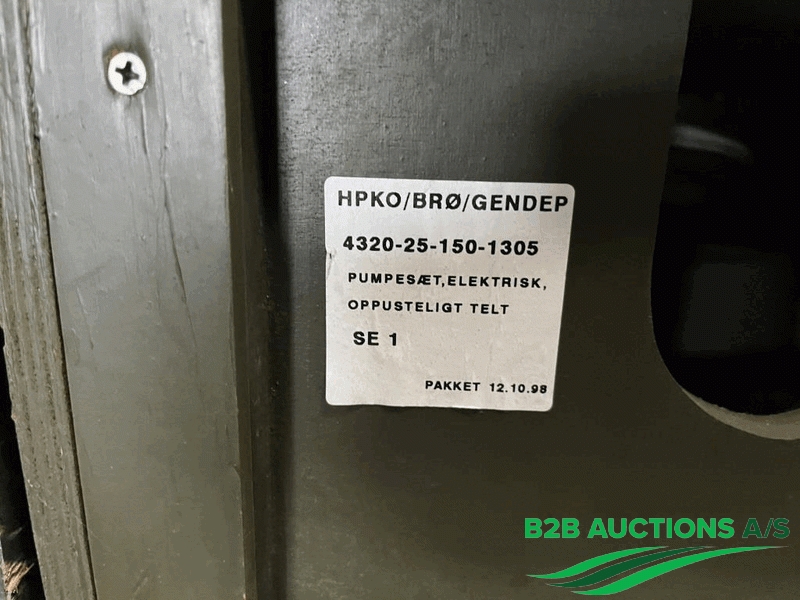 HPKO/BRØ/GENDEP
4320-25-150-1305
PUMPESÆT,ELEKTRISK,
OPPUSTELIGT TELT
SE 1
PAKKET 12.10.98
B2B AUCTIONS A/S